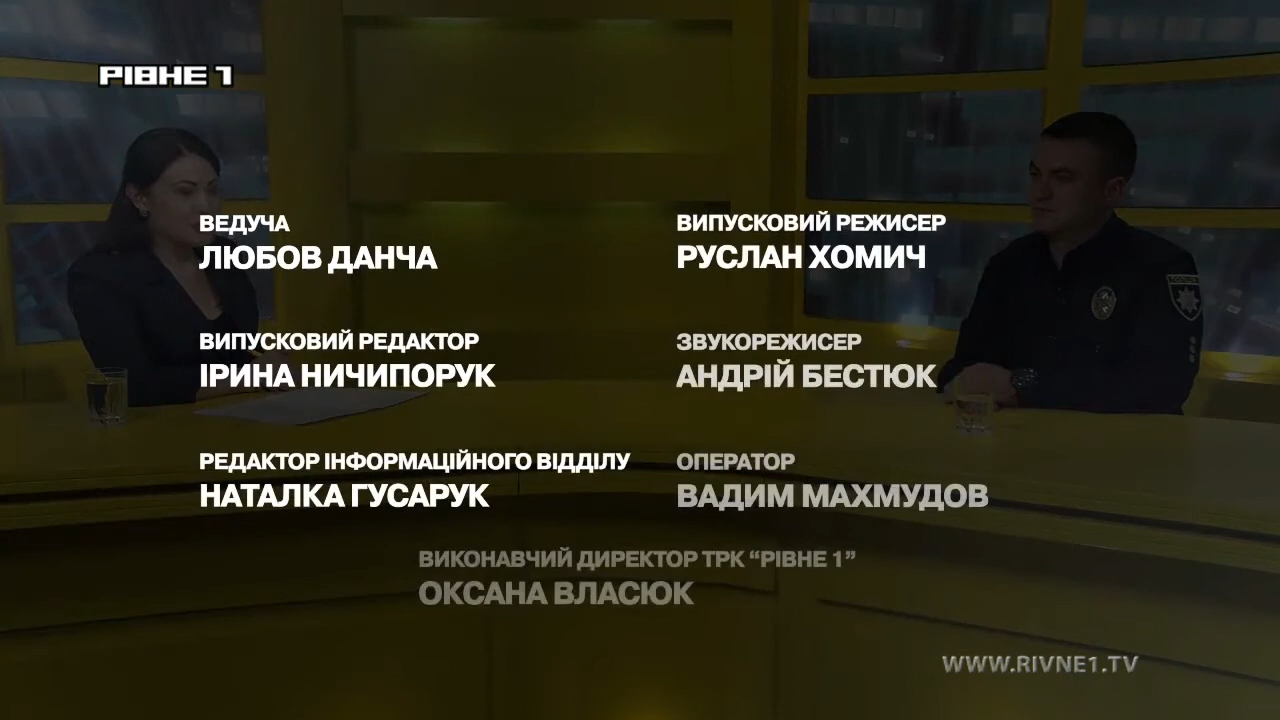 РІВНЕ 1
ВЕДУЧА
ЛЮБОВ ДАНЧА
ВИПУСКОВИЙ РЕДАКТОР
ІРИНА НИЧИПОРУК
РЕДАКТОР ІНФОРМАЦІЙНОГО ВІДДІЛУ
НАТАЛКА ГУСАРУК
ВИПУСКОВИЙ РЕЖИСЕР
РУСЛАН ХОМИЧ
ЗВУКОРЕЖИСЕР
АНДРІЙ БЕСТЮК
ОПЕРАТОР
ВАДИМ МАХМУДОВ
ВИКОНАВЧИЙ ДИРЕКТОР ТРК “РІВНЕ 1”
ОКСАНА ВЛАСЮК
WWW.RIVNE1.TV